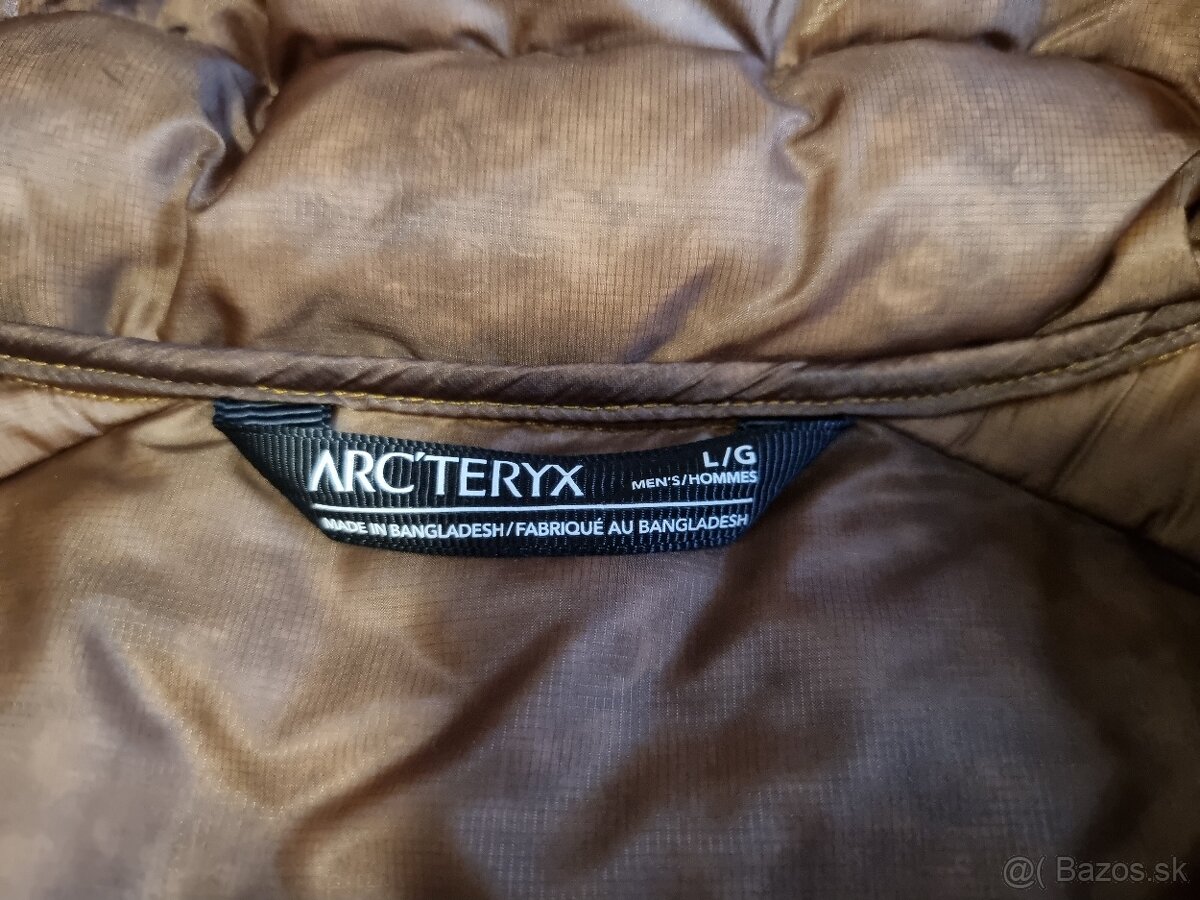 ARC'TERYX L/G
MEN'S/HOMMES
MADE IN BANGLADESH/FABRIQUÉ AU BANGLADESH
@( Bazos.sk